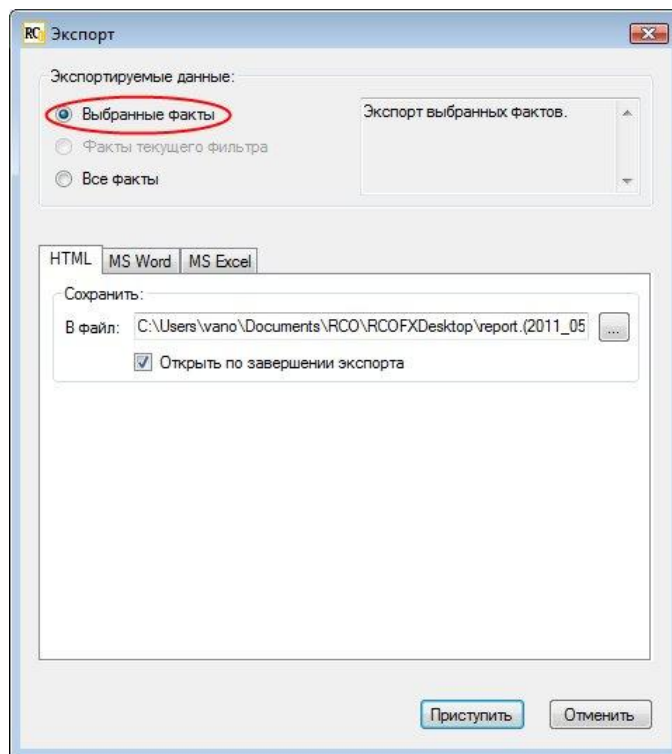 RC Экспорт
Экспортируемые данные:
Выбранные факты
Факты текущего фильтра
Все факты
Экспорт выбранных фактов.
HTML MS Word MS Excel
Сохранить:
В файл: C:\Users\vano\Documents\RCO\RCOFXDesktop\report.(2011_05 ...
Открыть по завершении экспорта
Приступить Отменить